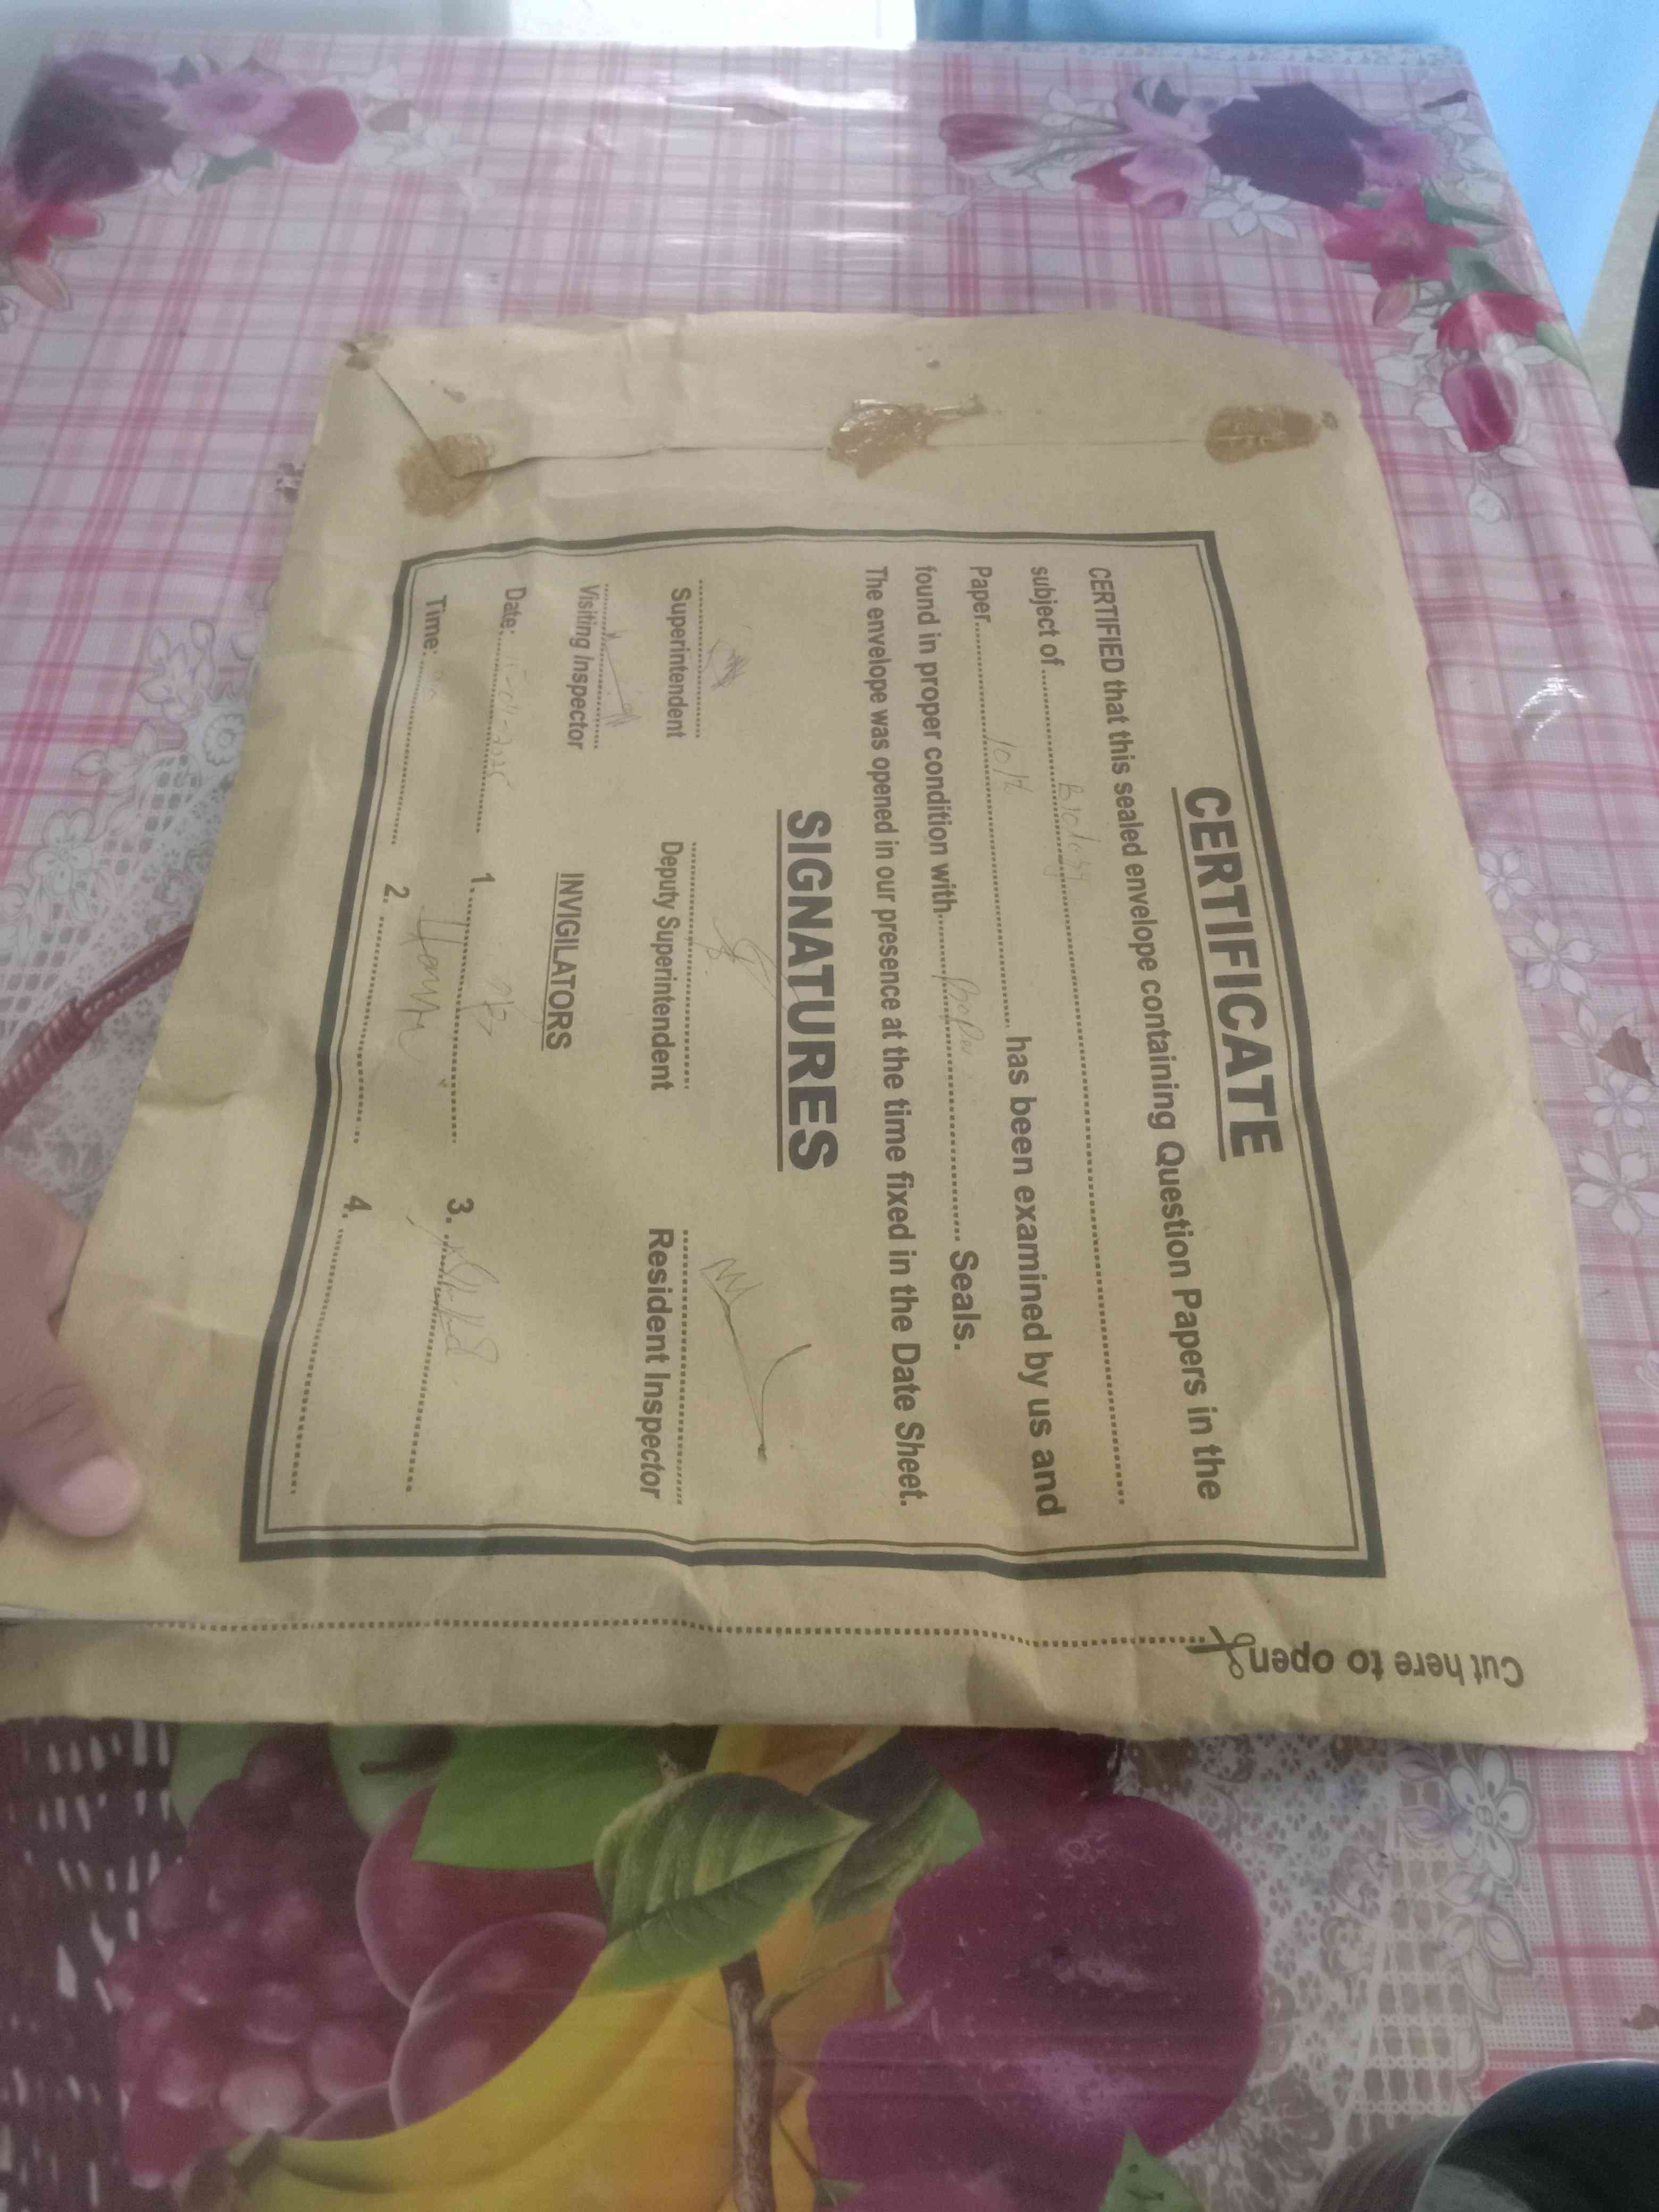 CERTIFICATE
CERTIFIED that this sealed envelope containing Question Papers in the
subject of.......Biology.......
Paper.......10th....... has been examined by us and
found in proper condition with.......proper....... Seals.
The envelope was opened in our presence at the time fixed in the Date Sheet.
SIGNATURES
Superintendent Deputy Superintendent Resident Inspector
Visiting Inspector INVIGILATORS
Date: 1. 3.
Time: 2. 4.
Cut here to open